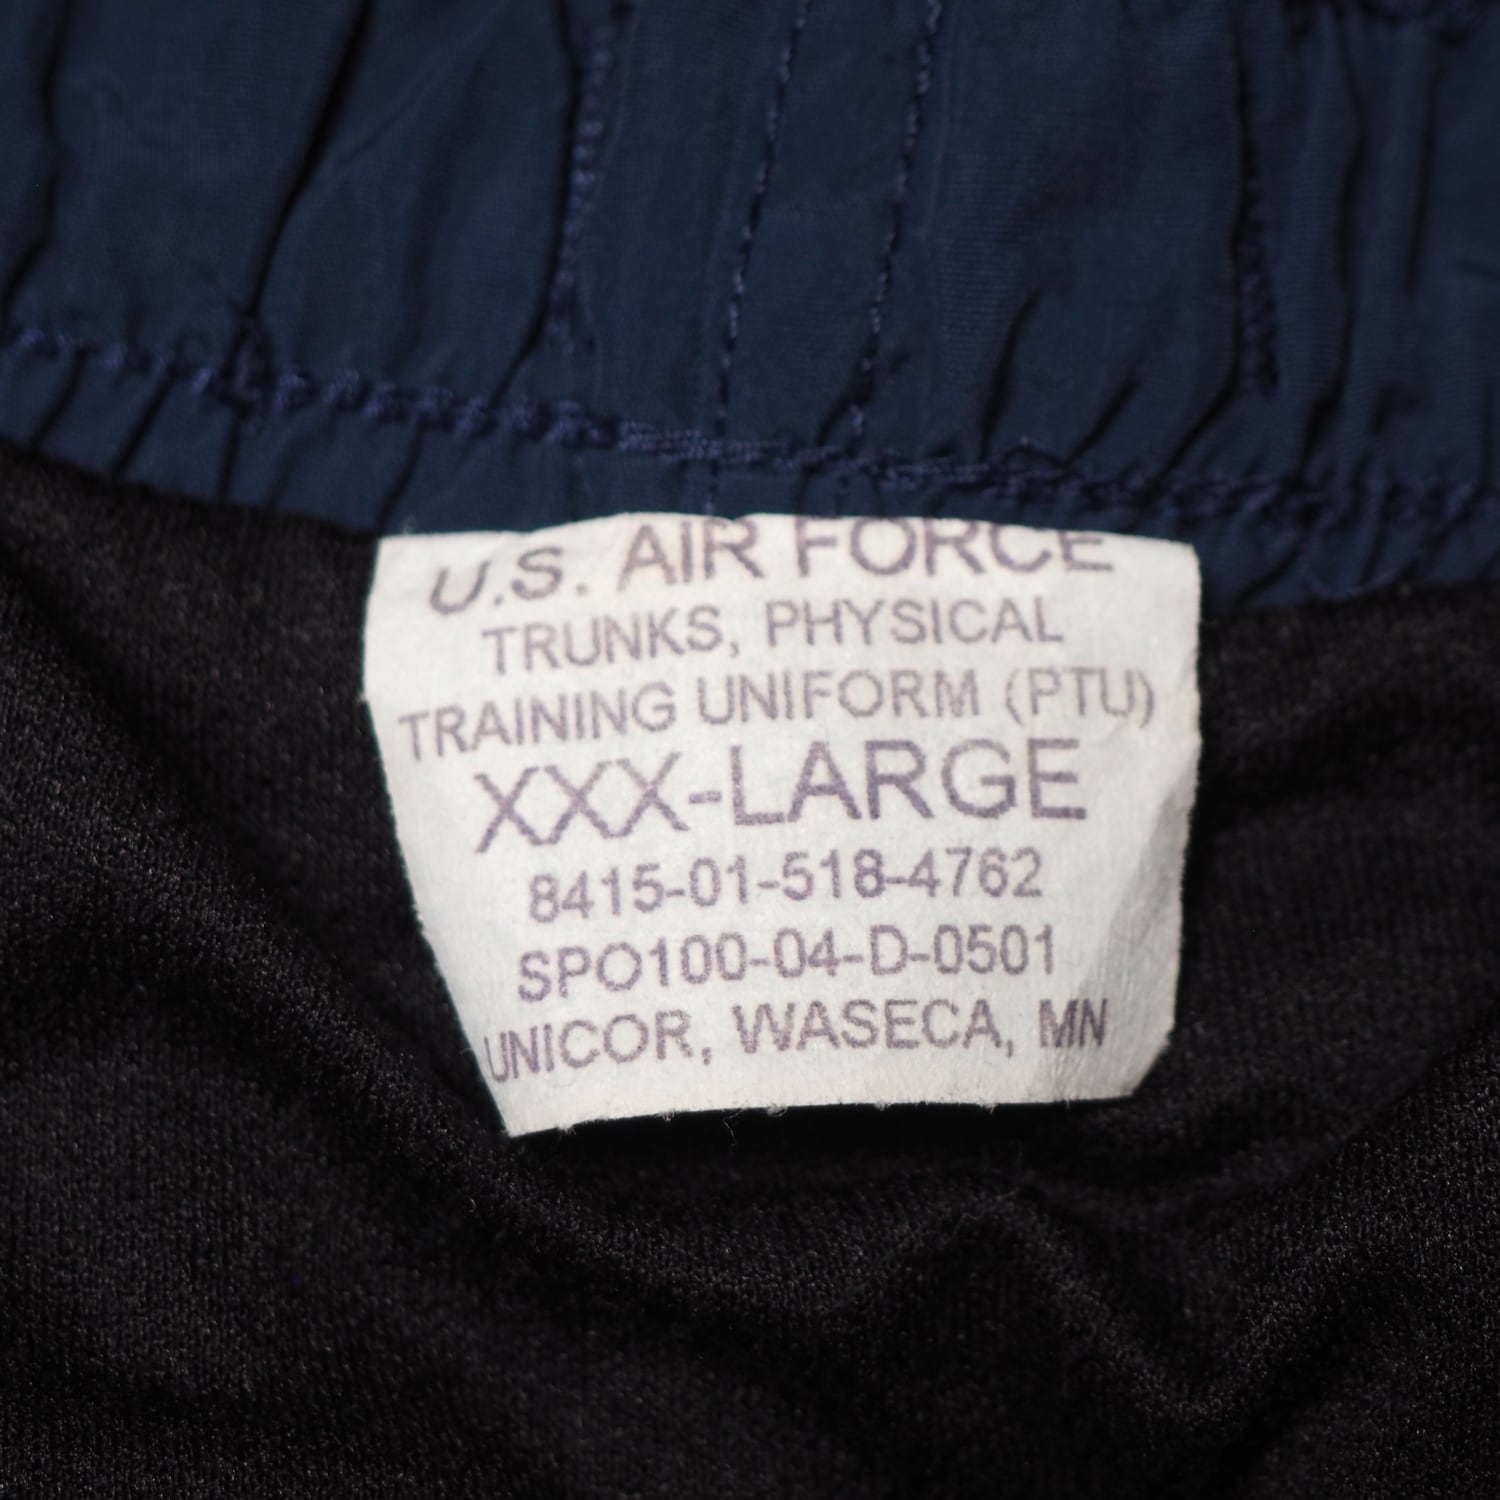 U.S. AIR FORCE
TRUNKS, PHYSICAL
TRAINING UNIFORM (PTU)
XXX-LARGE
8415-01-518-4762
SPO100-04-D-0501
UNICOR, WASECA, MN